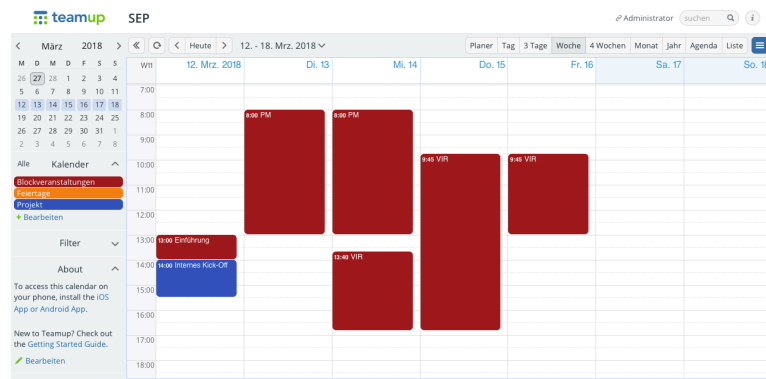 teamup SEP Administrator suchen i
März 2018 Heute 12. - 18. Mrz. 2018 Planer Tag 3 Tage Woche 4 Wochen Monat Jahr Agenda Liste
M D M D F S S
26 27 28 1 2 3 4
5 6 7 8 9 10 11
12 13 14 15 16 17 18
19 20 21 22 23 24 25
26 27 28 29 30 31 1
2 3 4 5 6 7 8
Alle Kalender
Blockveranstaltungen
Feiertage
Projekt
+ Bearbeiten
Filter
About
To access this calendar on
your phone, install the iOS
App or Android App.
New to Teamup? Check out
the Getting Started Guide.
Bearbeiten
W11 12. Mrz. 2018 Di. 13 Mi. 14 Do. 15 Fr. 16 Sa. 17 So. 18
7:00
8:00 8:00 PM 8:00 PM
9:00
9:45 VIR 9:45 VIR
10:00
11:00
12:00
13:00 13:00 Einführung
13:40 VIR
14:00 14:00 Internes Kick-Off
15:00
16:00
17:00
18:00